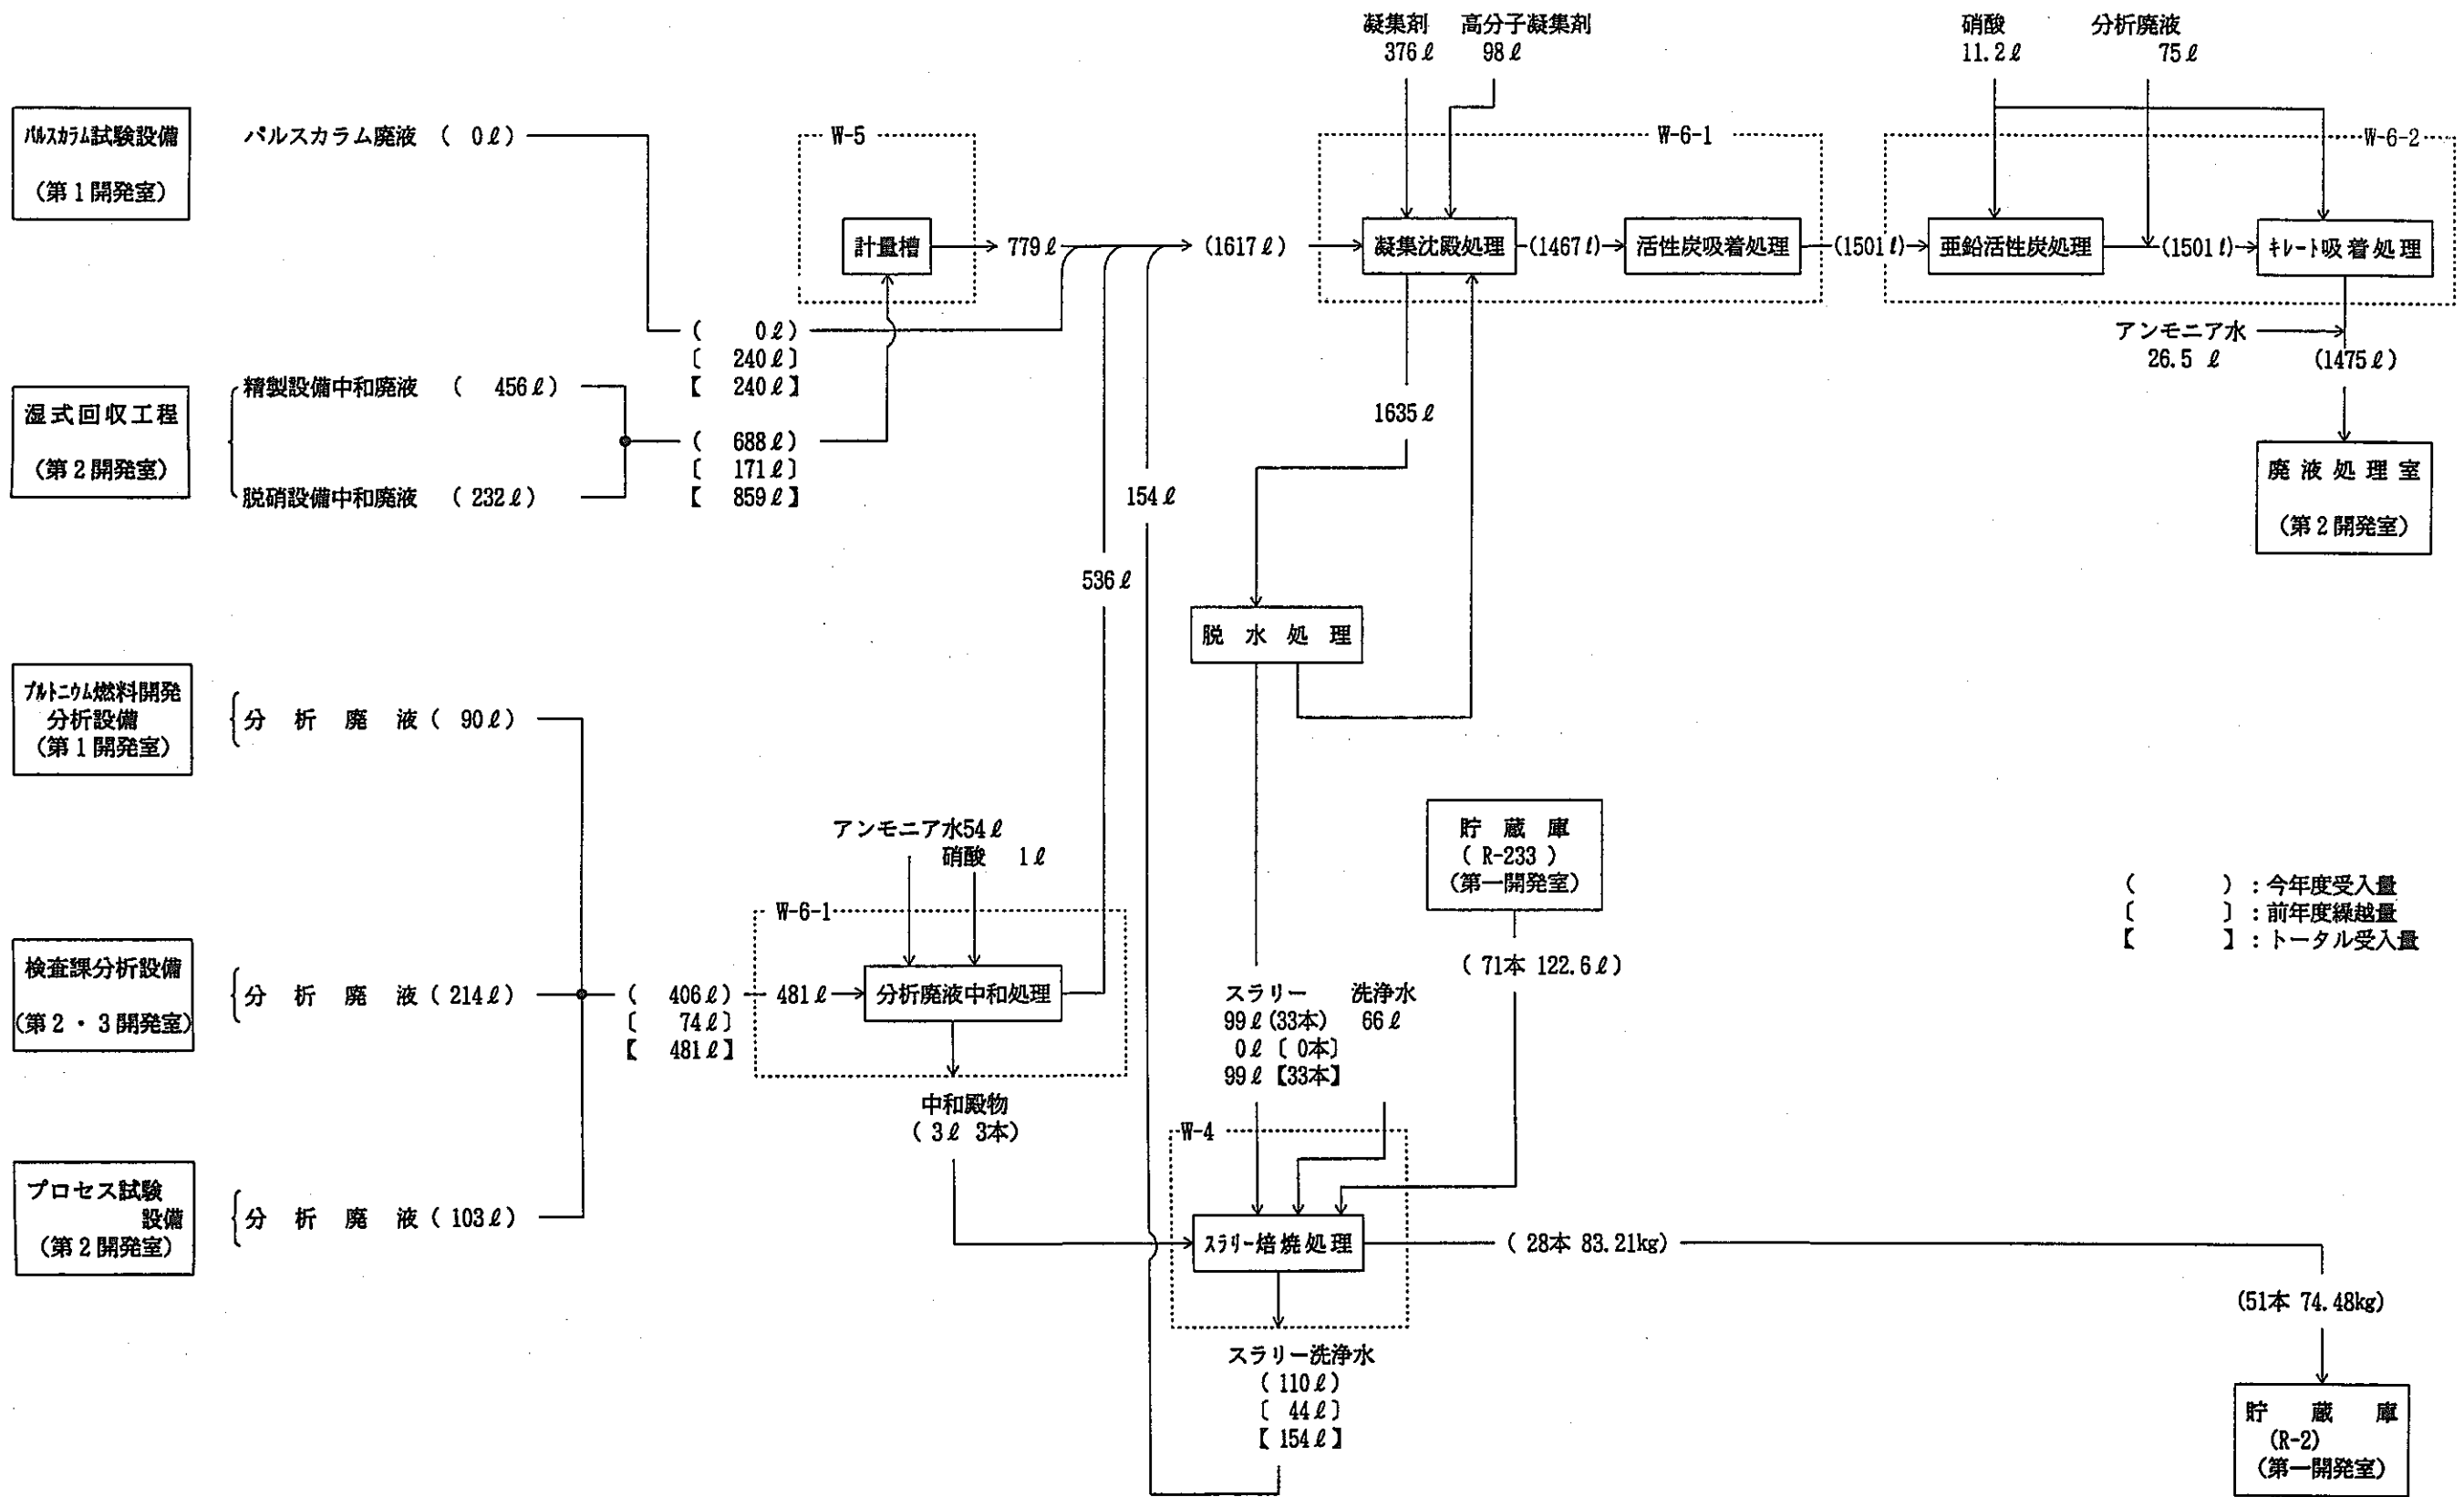 凝集剤 高分子凝集剤
376ℓ 98ℓ
硝酸 分析廃液
11.2ℓ 75ℓ
パルスカラム試験設備
(第1開発室)
パルスカラム廃液 ( 0ℓ)
W-5
計量槽
779ℓ
(1617ℓ)
W-6-1
凝集沈殿処理
(1467ℓ)
活性炭吸着処理
(1501ℓ)
W-6-2
亜鉛活性炭処理
(1501ℓ)
キレート吸着処理
アンモニア水
26.5 ℓ
(1475ℓ)
廃液処理室
(第2開発室)
( 0ℓ)
〔 240ℓ〕
【 240ℓ】
湿式回収工程
(第2開発室)
精製設備中和廃液 ( 456ℓ)
脱硝設備中和廃液 (232ℓ)
( 688ℓ)
〔 171ℓ〕
【 859ℓ】
1635ℓ
154ℓ
536ℓ
脱水処理
プルトニウム燃料開発
分析設備
(第1開発室)
分析廃液( 90ℓ)
検査課分析設備
(第2・3開発室)
分析廃液(214ℓ)
プロセス試験
設備
(第2開発室)
分析廃液(103ℓ)
( 406ℓ)
〔 74ℓ〕
【 481ℓ】
481ℓ
アンモニア水54ℓ
硝酸 1ℓ
W-6-1
分析廃液中和処理
中和殿物
( 3ℓ 3本)
貯蔵庫
( R-233 )
(第一開発室)
( 71本 122.6ℓ)
スラリー 洗浄水
99ℓ(33本) 66ℓ
0ℓ〔 0本〕
99ℓ【33本】
W-4
スラリー焙焼処理
( 28本 83.21kg)
スラリー洗浄水
( 110ℓ)
〔 44ℓ〕
【 154ℓ】
(51本 74.48kg)
貯蔵庫
(R-2)
(第一開発室)
( ):今年度受入量
〔 〕:前年度繰越量
【 】:トータル受入量